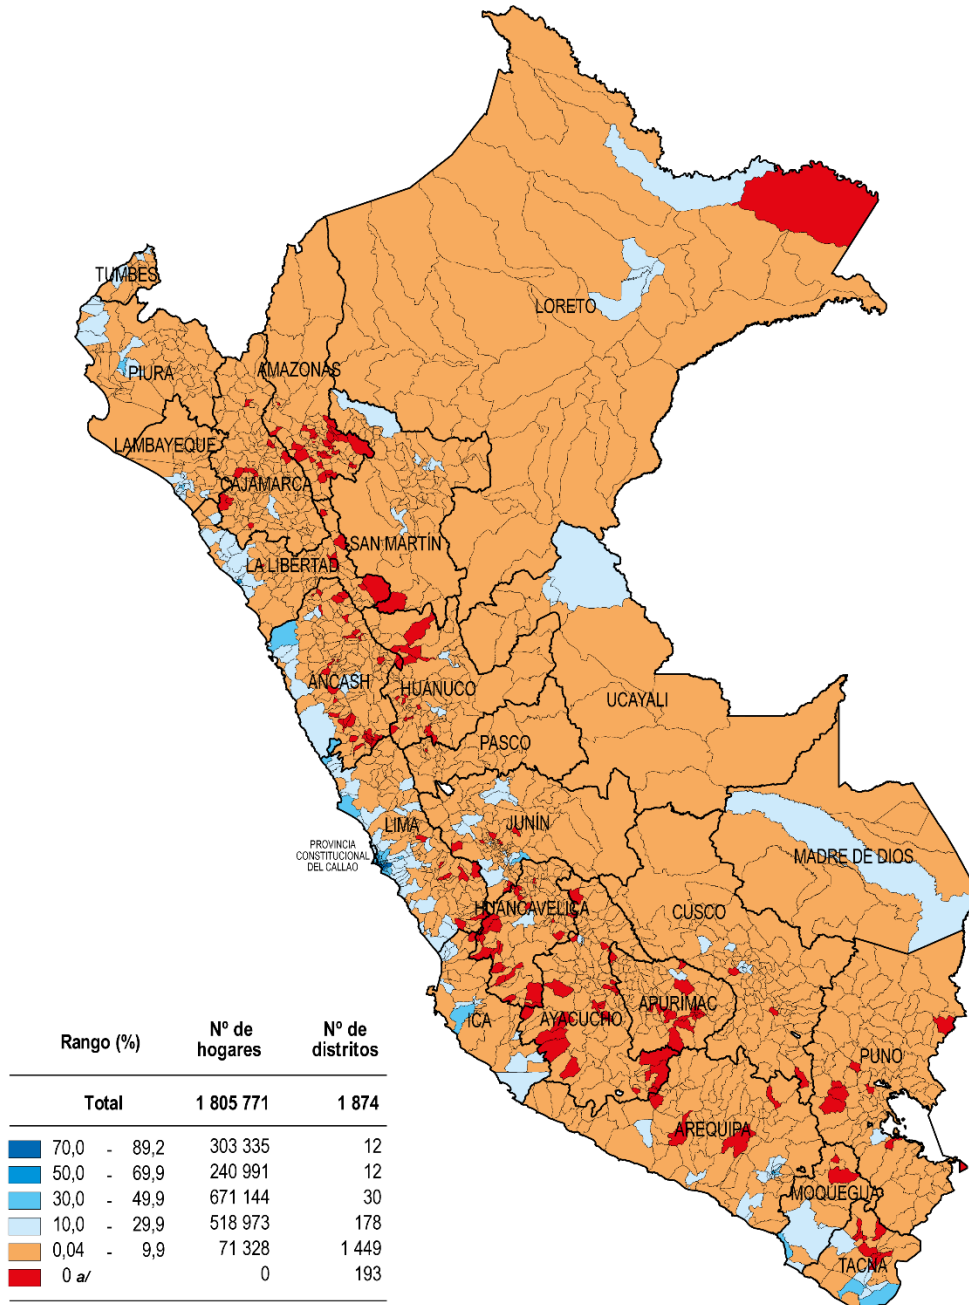 TUMBES
LORETO
PIURA
AMAZONAS
LAMBAYEQUE
CAJAMARCA
SAN MARTÍN
LA LIBERTAD
ANCASH
HUÁNUCO
UCAYALI
PASCO
LIMA
JUNÍN
PROVINCIA
CONSTITUCIONAL
DEL CALLAO
MADRE DE DIOS
HUANCAVELICA
CUSCO
ICA
AYACUCHO
APURÍMAC
PUNO
AREQUIPA
MOQUEGUA
TACNA
Rango (%) Nº de hogares Nº de distritos
Total 1 805 771 1 874
70,0 - 89,2 303 335 12
50,0 - 69,9 240 991 12
30,0 - 49,9 671 144 30
10,0 - 29,9 518 973 178
0,04 - 9,9 71 328 1 449
0 a/ 0 193